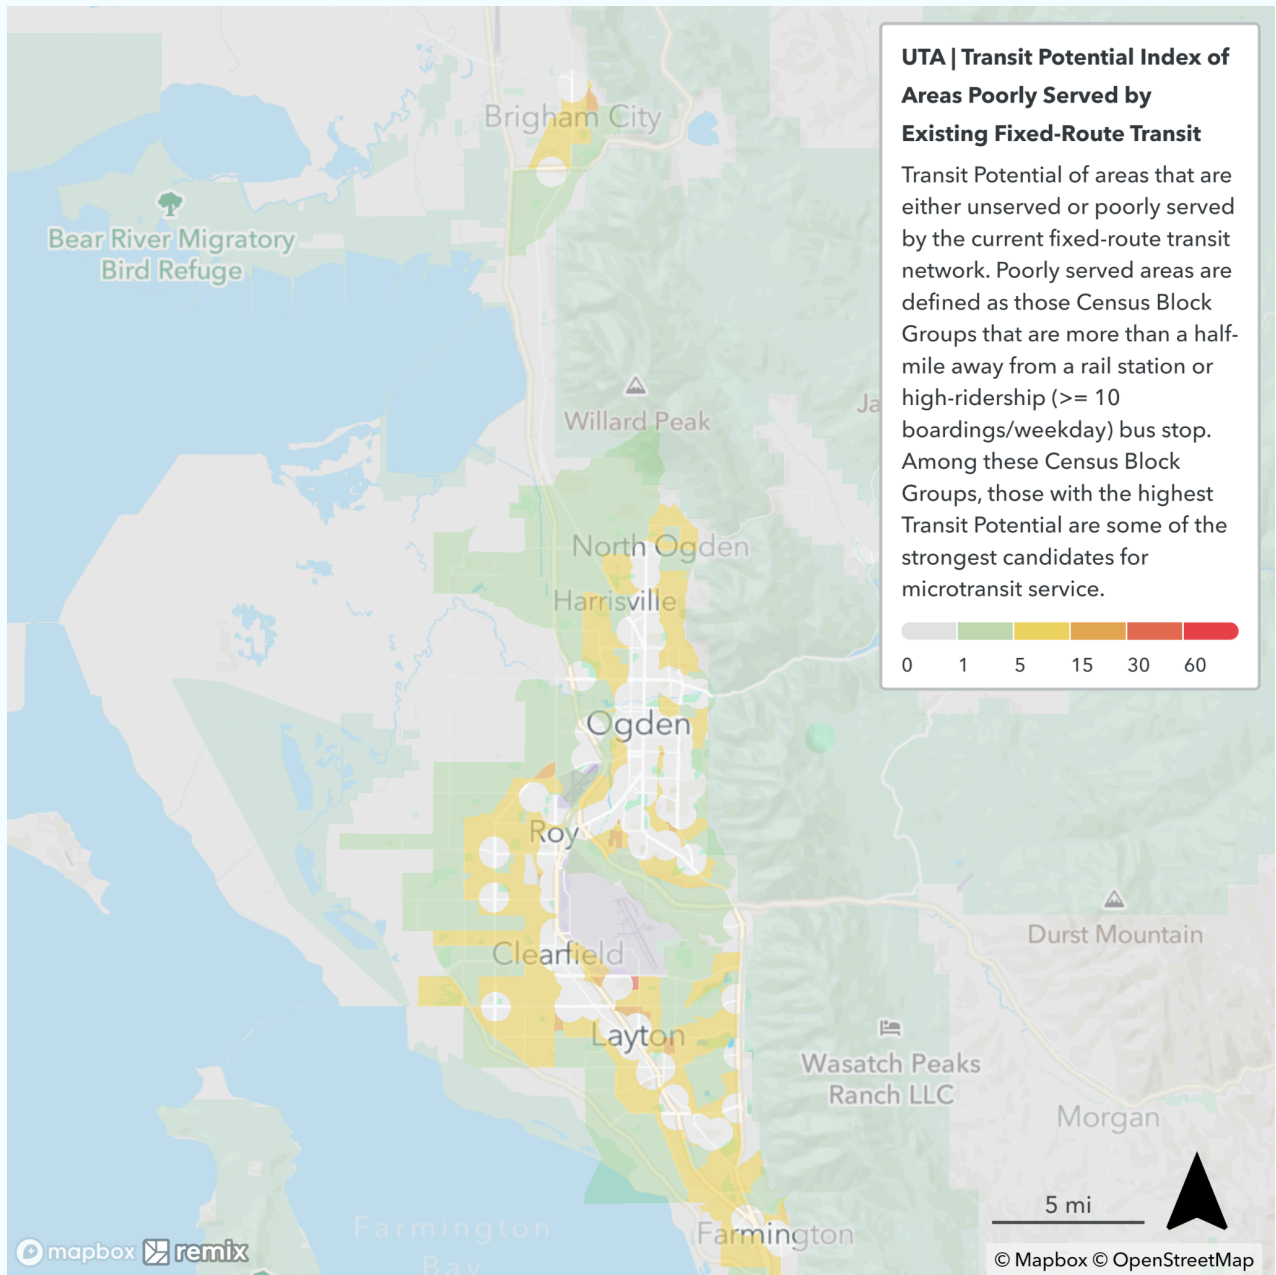 UTA | Transit Potential Index of
Areas Poorly Served by
Existing Fixed-Route Transit
Transit Potential of areas that are
either unserved or poorly served
by the current fixed-route transit
network. Poorly served areas are
defined as those Census Block
Groups that are more than a half-
mile away from a rail station or
high-ridership (>= 10
boardings/weekday) bus stop.
Among these Census Block
Groups, those with the highest
Transit Potential are some of the
strongest candidates for
microtransit service.
0 1 5 15 30 60
Brigham City
Bear River Migratory
Bird Refuge
Willard Peak
Ja
North Ogden
Harrisville
Ogden
Roy
Durst Mountain
Clearfield
Layton
Wasatch Peaks
Ranch LLC
Morgan
5 mi
Farmington
Bay
Farmington
mapbox remix
© Mapbox © OpenStreetMap